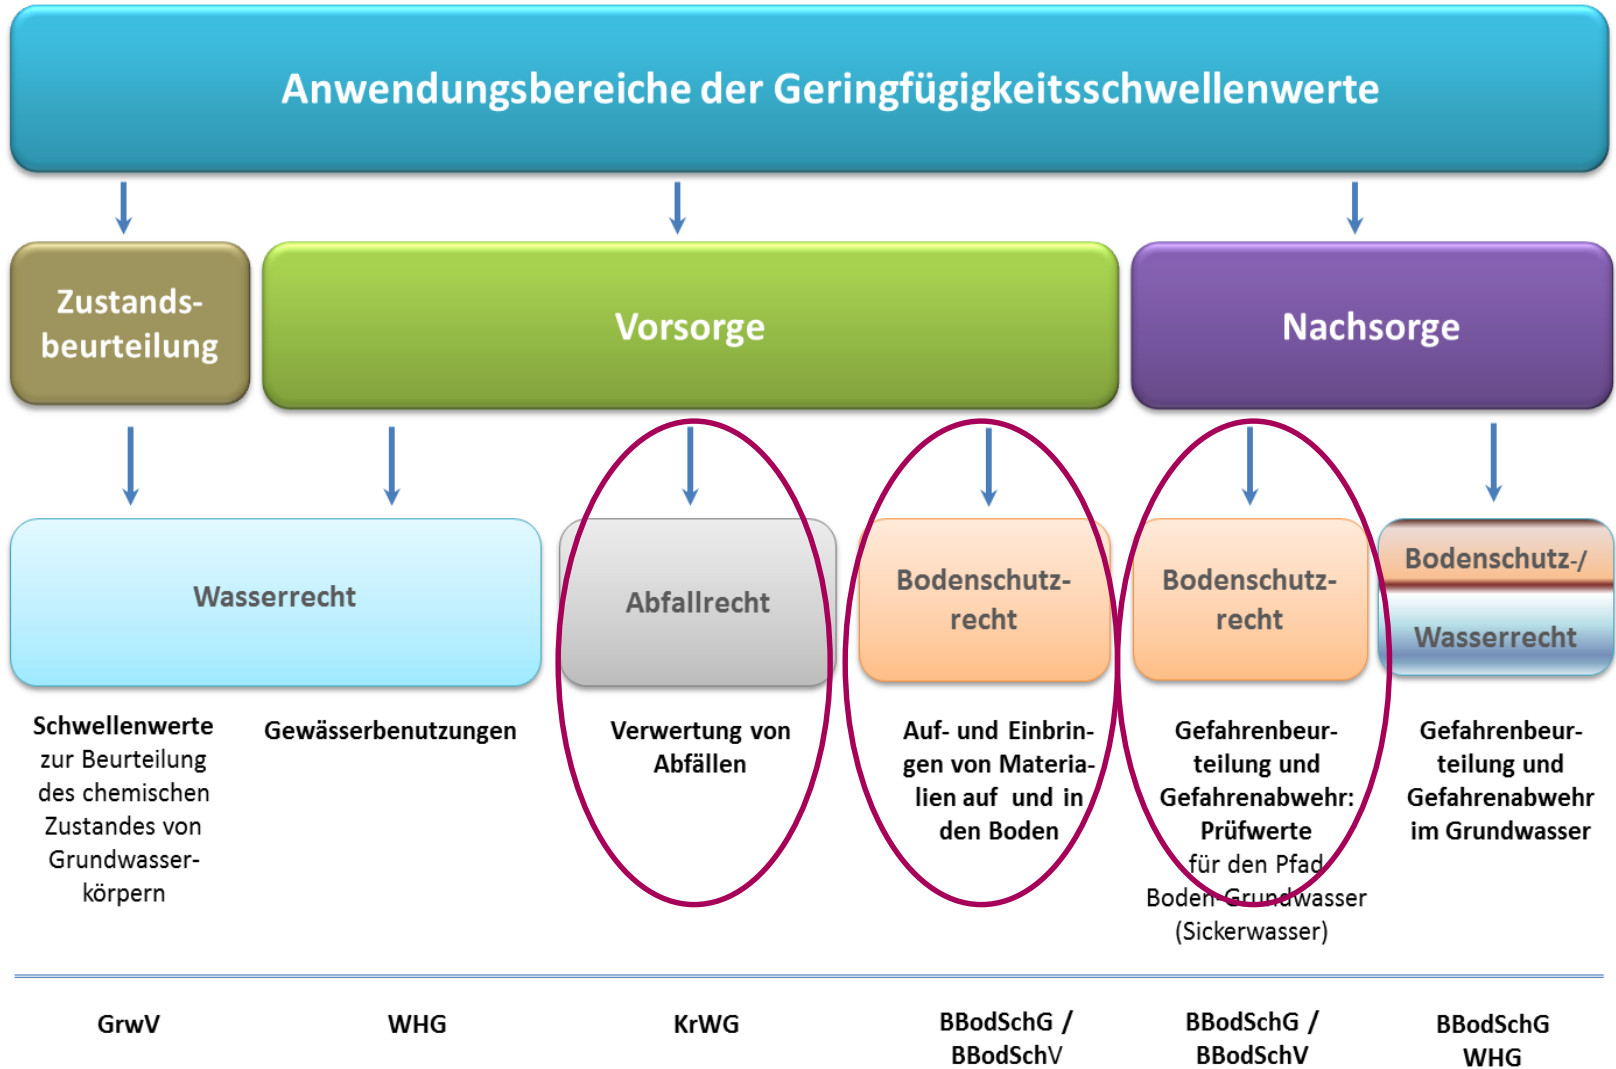 Anwendungsbereiche der Geringfügigkeitsschwellenwerte
Zustands-
beurteilung
Vorsorge
Nachsorge
Wasserrecht
Abfallrecht
Bodenschutz-
recht
Bodenschutz-
recht
Bodenschutz-/
Wasserrecht
Schwellenwerte
zur Beurteilung
des chemischen
Zustandes von
Grundwasser-
körpern
Gewässerbenutzungen
Verwertung von
Abfällen
Auf- und Einbrin-
gen von Materia-
lien auf und in
den Boden
Gefahrenbeur-
teilung und
Gefahrenabwehr:
Prüfwerte
für den Pfad
Boden-Grundwasser
(Sickerwasser)
Gefahrenbeur-
teilung und
Gefahrenabwehr
im Grundwasser
GrwV
WHG
KrWG
BBodSchG /
BBodSchV
BBodSchG /
BBodSchV
BBodSchG
WHG